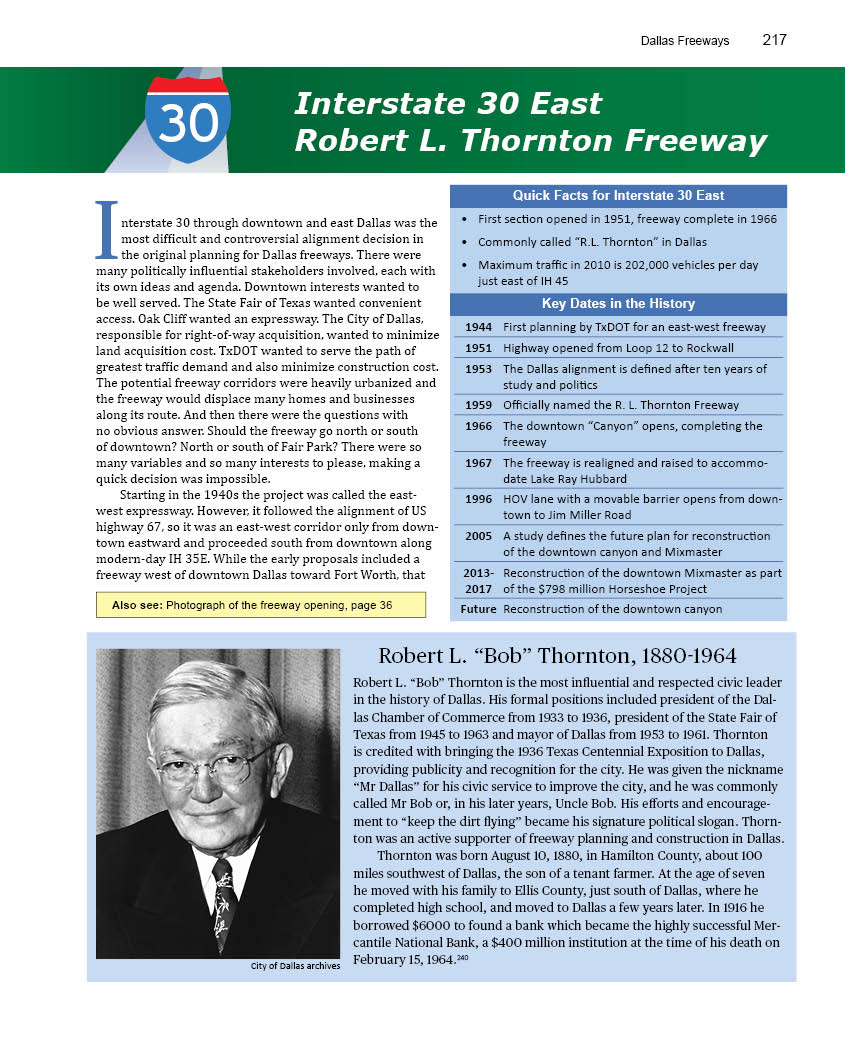 Dallas Freeways 217
30
Interstate 30 East
Robert L. Thornton Freeway
Interstate 30 through downtown and east Dallas was the
most difficult and controversial alignment decision in
the original planning for Dallas freeways. There were
many politically influential stakeholders involved, each with
its own ideas and agenda. Downtown interests wanted to
be well served. The State Fair of Texas wanted convenient
access. Oak Cliff wanted an expressway. The City of Dallas,
responsible for right-of-way acquisition, wanted to minimize
land acquisition cost. TxDOT wanted to serve the path of
greatest traffic demand and also minimize construction cost.
The potential freeway corridors were heavily urbanized and
the freeway would displace many homes and businesses
along its route. And then there were the questions with
no obvious answer. Should the freeway go north or south
of downtown? North or south of Fair Park? There were so
many variables and so many interests to please, making a
quick decision was impossible.
Starting in the 1940s the project was called the east-
west expressway. However, it followed the alignment of US
highway 67, so it was an east-west corridor only from down-
town eastward and proceeded south from downtown along
modern-day IH 35E. While the early proposals included a
freeway west of downtown Dallas toward Fort Worth, that
Also see: Photograph of the freeway opening, page 36
Quick Facts for Interstate 30 East
• First section opened in 1951, freeway complete in 1966
• Commonly called “R.L. Thornton” in Dallas
• Maximum traffic in 2010 is 202,000 vehicles per day
just east of IH 45
Key Dates in the History
1944 First planning by TxDOT for an east-west freeway
1951 Highway opened from Loop 12 to Rockwall
1953 The Dallas alignment is defined after ten years of
study and politics
1959 Officially named the R. L. Thornton Freeway
1966 The downtown “Canyon” opens, completing the
freeway
1967 The freeway is realigned and raised to accommo-
date Lake Ray Hubbard
1996 HOV lane with a movable barrier opens from down-
town to Jim Miller Road
2005 A study defines the future plan for reconstruction
of the downtown canyon and Mixmaster
2013- Reconstruction of the downtown Mixmaster as part
2017 of the $798 million Horseshoe Project
Future Reconstruction of the downtown canyon
Robert L. “Bob” Thornton, 1880-1964
Robert L. “Bob” Thornton is the most influential and respected civic leader
in the history of Dallas. His formal positions included president of the Dal-
las Chamber of Commerce from 1933 to 1936, president of the State Fair of
Texas from 1945 to 1963 and mayor of Dallas from 1953 to 1961. Thornton
is credited with bringing the 1936 Texas Centennial Exposition to Dallas,
providing publicity and recognition for the city. He was given the nickname
“Mr Dallas” for his civic service to improve the city, and he was commonly
called Mr Bob or, in his later years, Uncle Bob. His efforts and encourage-
ment to “keep the dirt flying” became his signature political slogan. Thorn-
ton was an active supporter of freeway planning and construction in Dallas.
Thornton was born August 10, 1880, in Hamilton County, about 100
miles southwest of Dallas, the son of a tenant farmer. At the age of seven
he moved with his family to Ellis County, just south of Dallas, where he
completed high school, and moved to Dallas a few years later. In 1916 he
borrowed $6000 to found a bank which became the highly successful Mer-
cantile National Bank, a $400 million institution at the time of his death on
February 15, 1964.240
City of Dallas archives